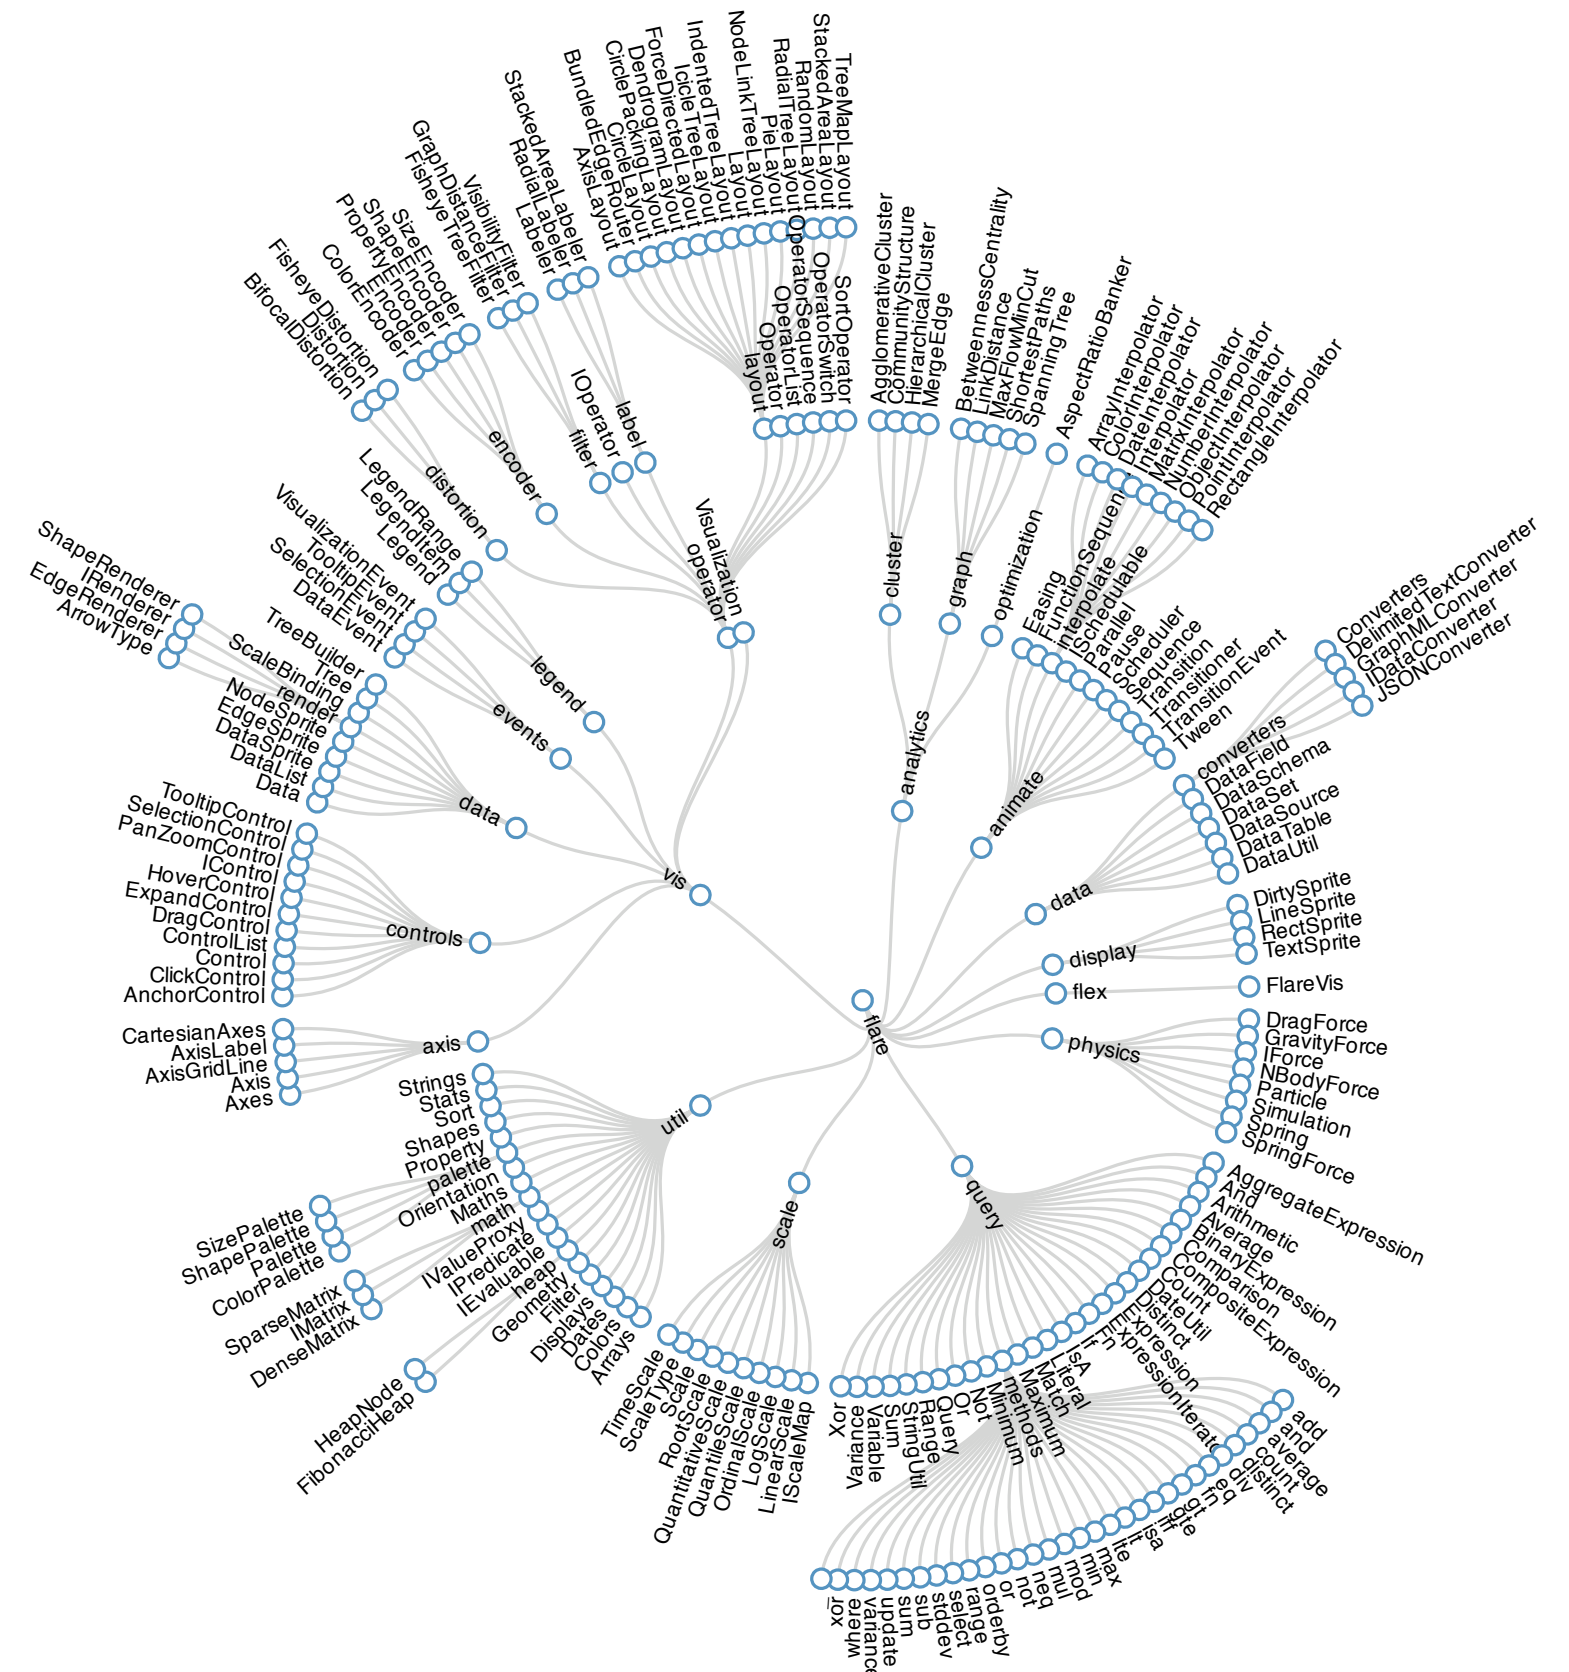 flare
analytics
cluster
AgglomerativeCluster
CommunityStructure
HierarchicalCluster
MergeEdge
graph
BetweennessCentrality
LinkDistance
MaxFlowMinCut
ShortestPaths
SpanningTree
optimization
AspectRatioBanker
animate
Easing
FunctionSequence
interpolate
ArrayInterpolator
ColorInterpolator
DateInterpolator
Interpolator
MatrixInterpolator
NumberInterpolator
ObjectInterpolator
PointInterpolator
RectangleInterpolator
ISchedulable
Parallel
Pause
Scheduler
Sequence
Transition
Transitioner
TransitionEvent
Tween
data
converters
Converters
DelimitedTextConverter
GraphMLConverter
IDataConverter
JSONConverter
DataField
DataSchema
DataSet
DataSource
DataTable
DataUtil
display
DirtySprite
LineSprite
RectSprite
TextSprite
flex
FlareVis
physics
DragForce
GravityForce
IForce
NBodyForce
Particle
Simulation
Spring
SpringForce
query
AggregateExpression
And
Arithmetic
Average
BinaryExpression
Comparison
CompositeExpression
Count
DateUtil
Distinct
Expression
ExpressionIterator
Fn
If
IsA
Literal
Match
Maximum
methods
add
and
average
count
distinct
div
eq
fn
gt
gte
iff
isa
lt
lte
max
min
mod
mul
neq
not
or
orderby
range
select
stddev
sub
sum
update
variance
where
xor
_
Minimum
Not
Or
Query
Range
StringUtil
Sum
Variable
Variance
Xor
scale
IScaleMap
LinearScale
LogScale
OrdinalScale
QuantileScale
QuantitativeScale
RootScale
Scale
ScaleType
TimeScale
util
Arrays
Colors
Dates
Displays
Filter
Geometry
heap
FibonacciHeap
HeapNode
IEvaluable
IPredicate
IValueProxy
math
DenseMatrix
IMatrix
SparseMatrix
Maths
Orientation
palette
ColorPalette
Palette
ShapePalette
SizePalette
Property
Shapes
Sort
Stats
Strings
vis
axis
Axes
Axis
AxisGridLine
AxisLabel
CartesianAxes
controls
AnchorControl
ClickControl
Control
ControlList
DragControl
ExpandControl
HoverControl
IControl
PanZoomControl
SelectionControl
TooltipControl
data
Data
DataList
DataSprite
EdgeSprite
NodeSprite
render
ArrowType
EdgeRenderer
IRenderer
ShapeRenderer
ScaleBinding
Tree
TreeBuilder
events
DataEvent
SelectionEvent
TooltipEvent
VisualizationEvent
legend
Legend
LegendItem
LegendRange
operator
distortion
BifocalDistortion
Distortion
FisheyeDistortion
encoder
ColorEncoder
Encoder
PropertyEncoder
ShapeEncoder
SizeEncoder
filter
FisheyeTreeFilter
GraphDistanceFilter
VisibilityFilter
IOperator
label
Labeler
RadialLabeler
StackedAreaLabeler
layout
AxisLayout
BundledEdgeRouter
CircleLayout
CirclePackingLayout
DendrogramLayout
ForceDirectedLayout
IcicleTreeLayout
IndentedTreeLayout
Layout
NodeLinkTreeLayout
PieLayout
RadialTreeLayout
RandomLayout
StackedAreaLayout
TreeMapLayout
Operator
OperatorList
OperatorSequence
OperatorSwitch
SortOperator
Visualization